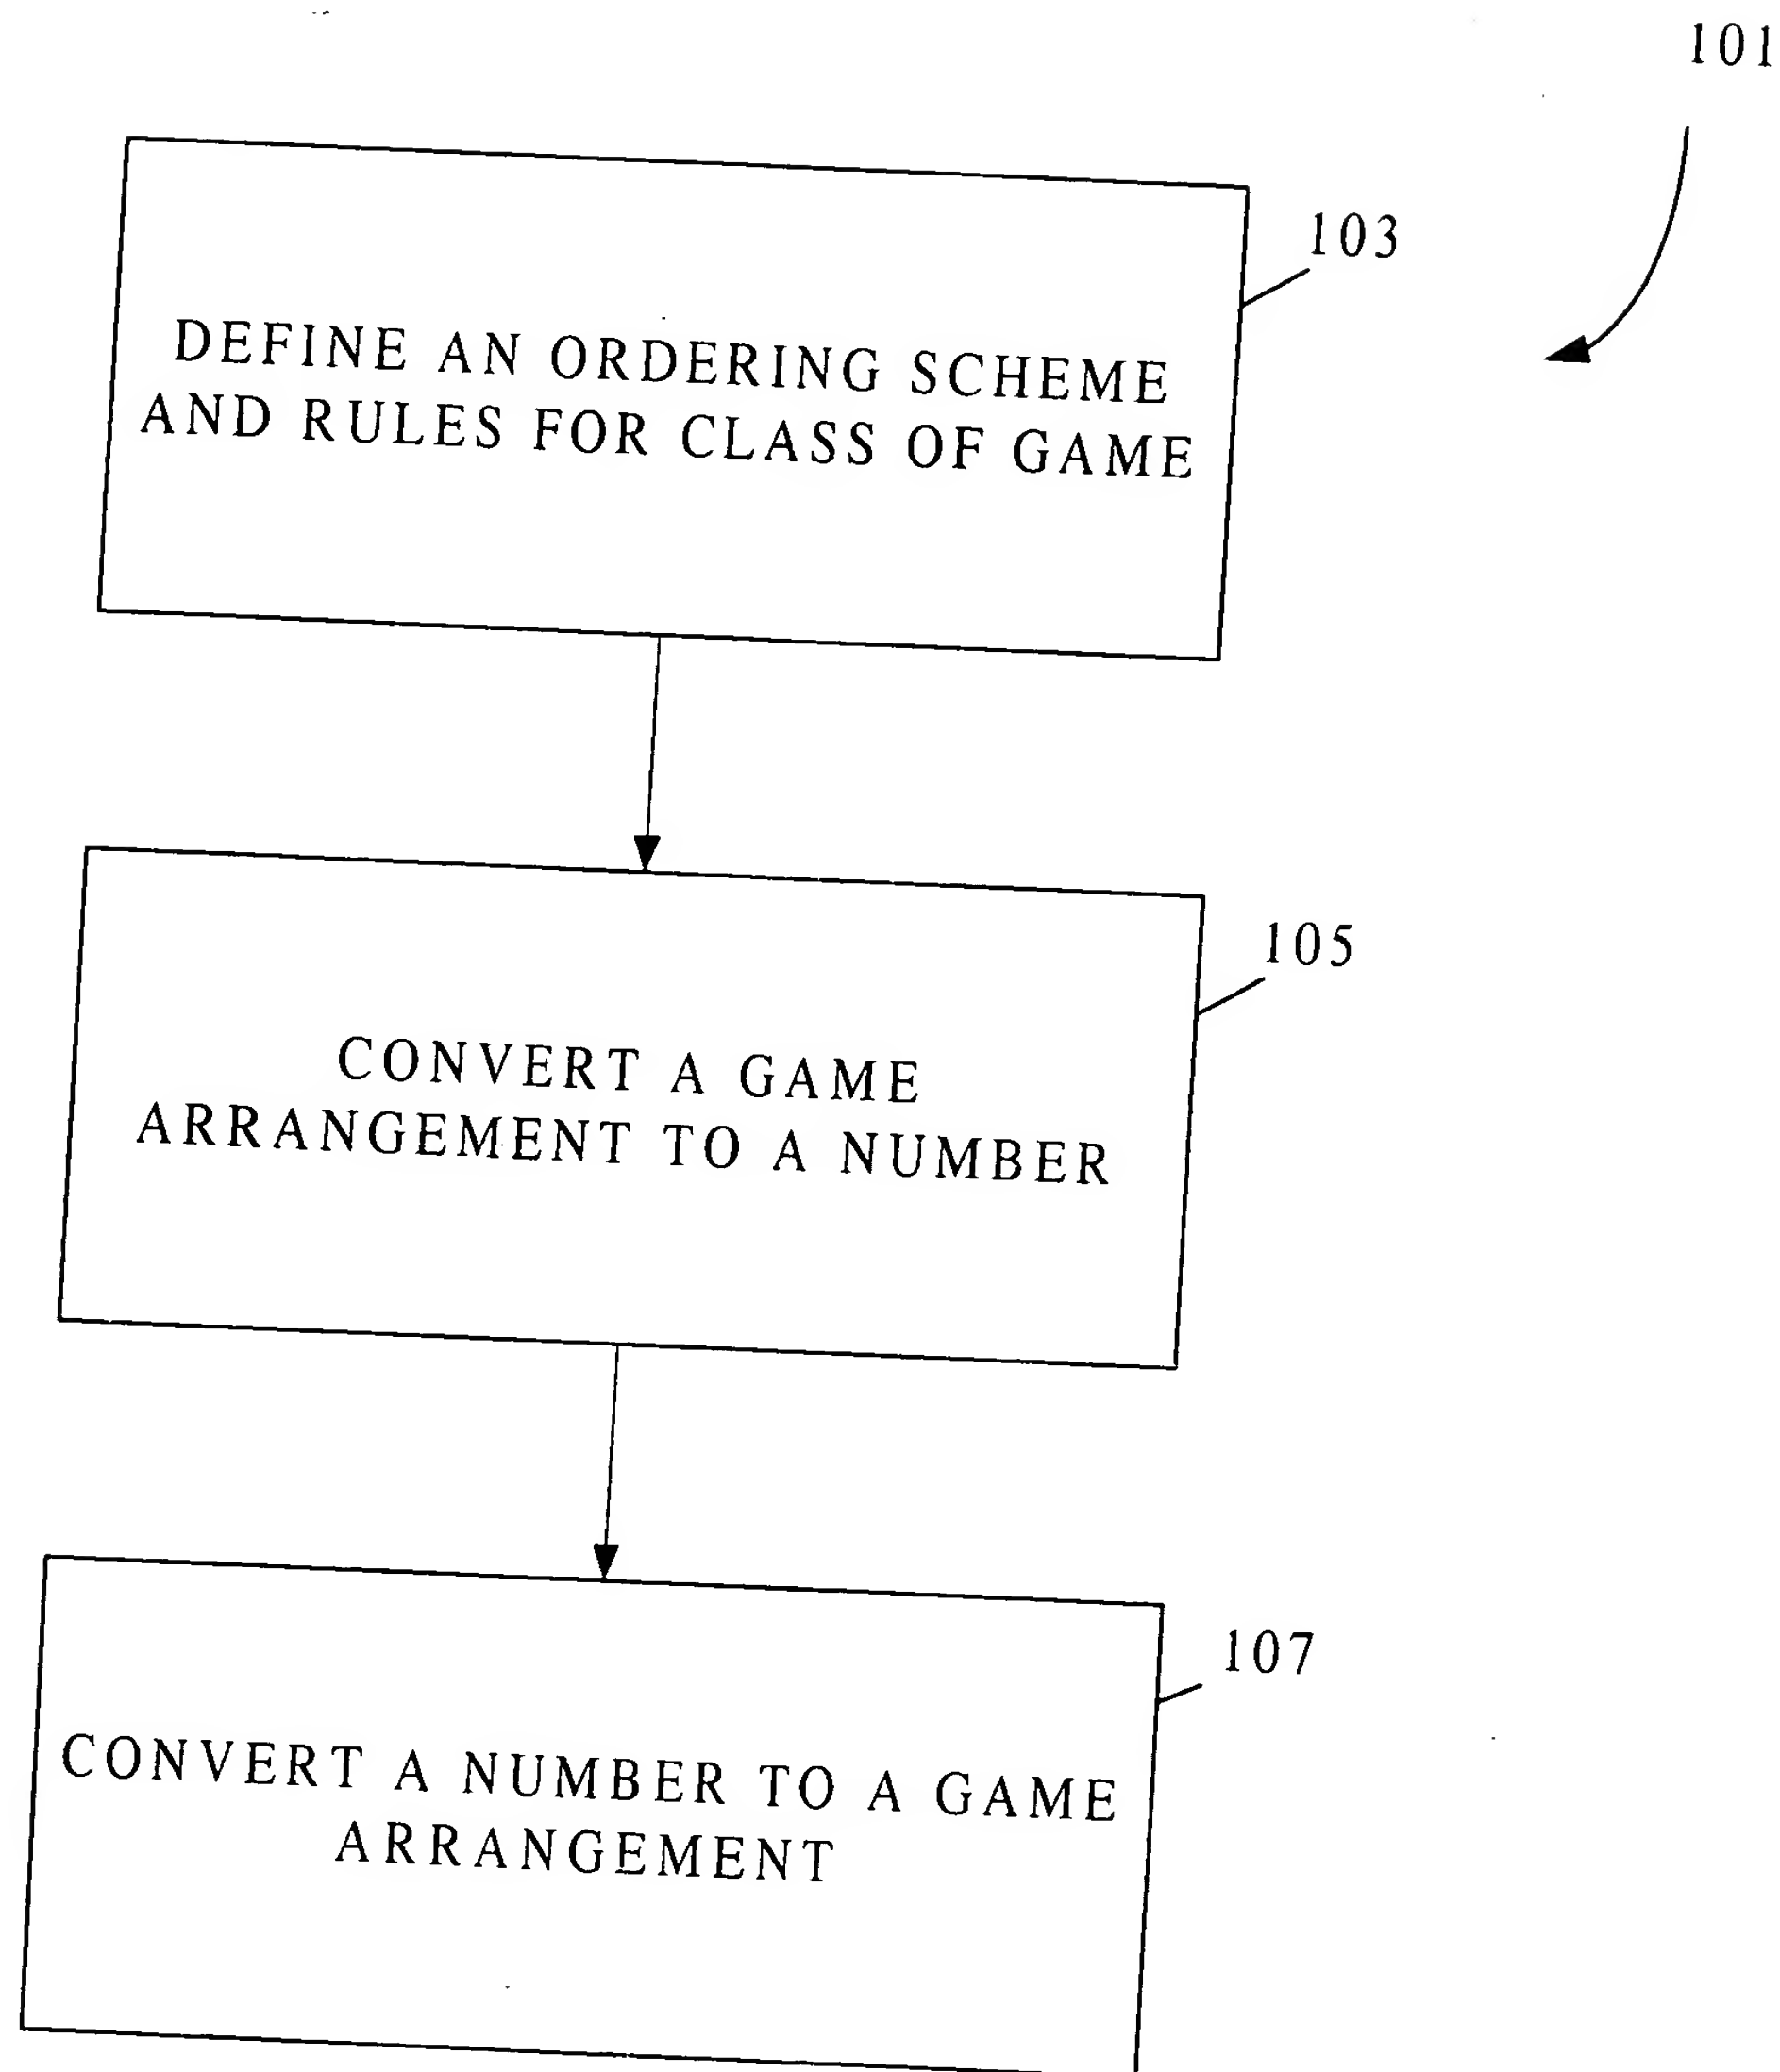 101
103
DEFINE AN ORDERING SCHEME
AND RULES FOR CLASS OF GAME
105
CONVERT A GAME
ARRANGEMENT TO A NUMBER
107
CONVERT A NUMBER TO A GAME
ARRANGEMENT